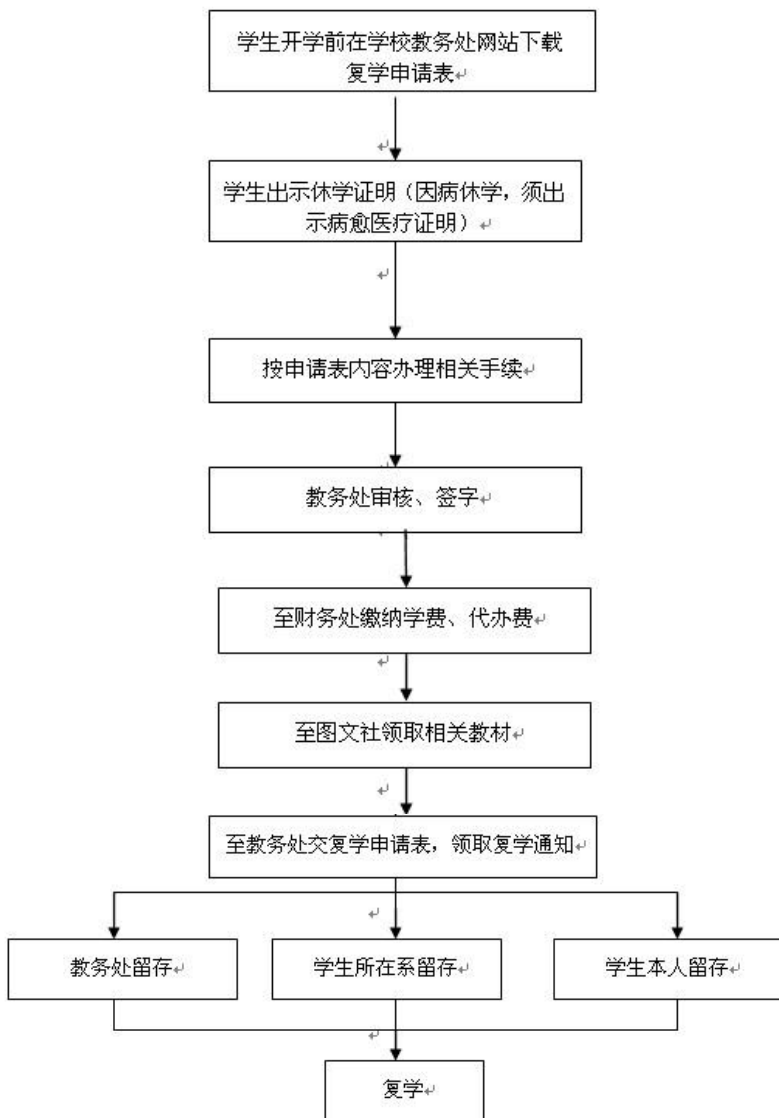 学生开学前在学校教务处网站下载
复学申请表
学生出示休学证明（因病休学，须出
示病愈医疗证明）
按申请表内容办理相关手续
教务处审核、签字
至财务处缴纳学费、代办费
至图文社领取相关教材
至教务处交复学申请表，领取复学通知
教务处留存
学生所在系留存
学生本人留存
复学